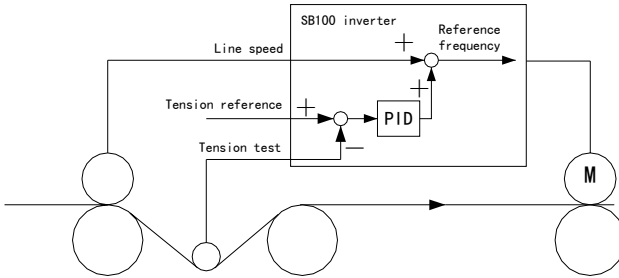 SB100 inverter
Reference
frequency
Line speed
+
+
Tension reference
+
PID
Tension test
−
M